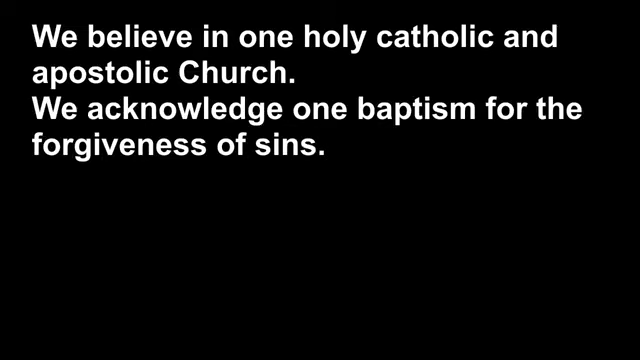 We believe in one holy catholic and
apostolic Church.
We acknowledge one baptism for the
forgiveness of sins.